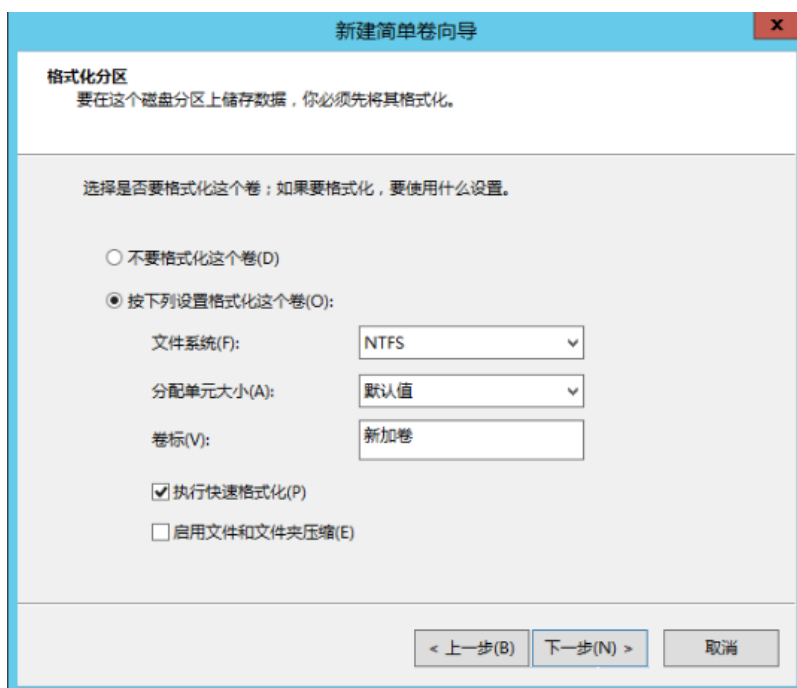 新建简单卷向导
x
格式化分区
要在这个磁盘分区上储存数据，你必须先将其格式化。
选择是否要格式化这个卷；如果要格式化，要使用什么设置。
不要格式化这个卷(D)
按下列设置格式化这个卷(O):
文件系统(F): NTFS
分配单元大小(A): 默认值
卷标(V): 新加卷
执行快速格式化(P)
启用文件和文件夹压缩(E)
< 上一步(B) 下一步(N) > 取消